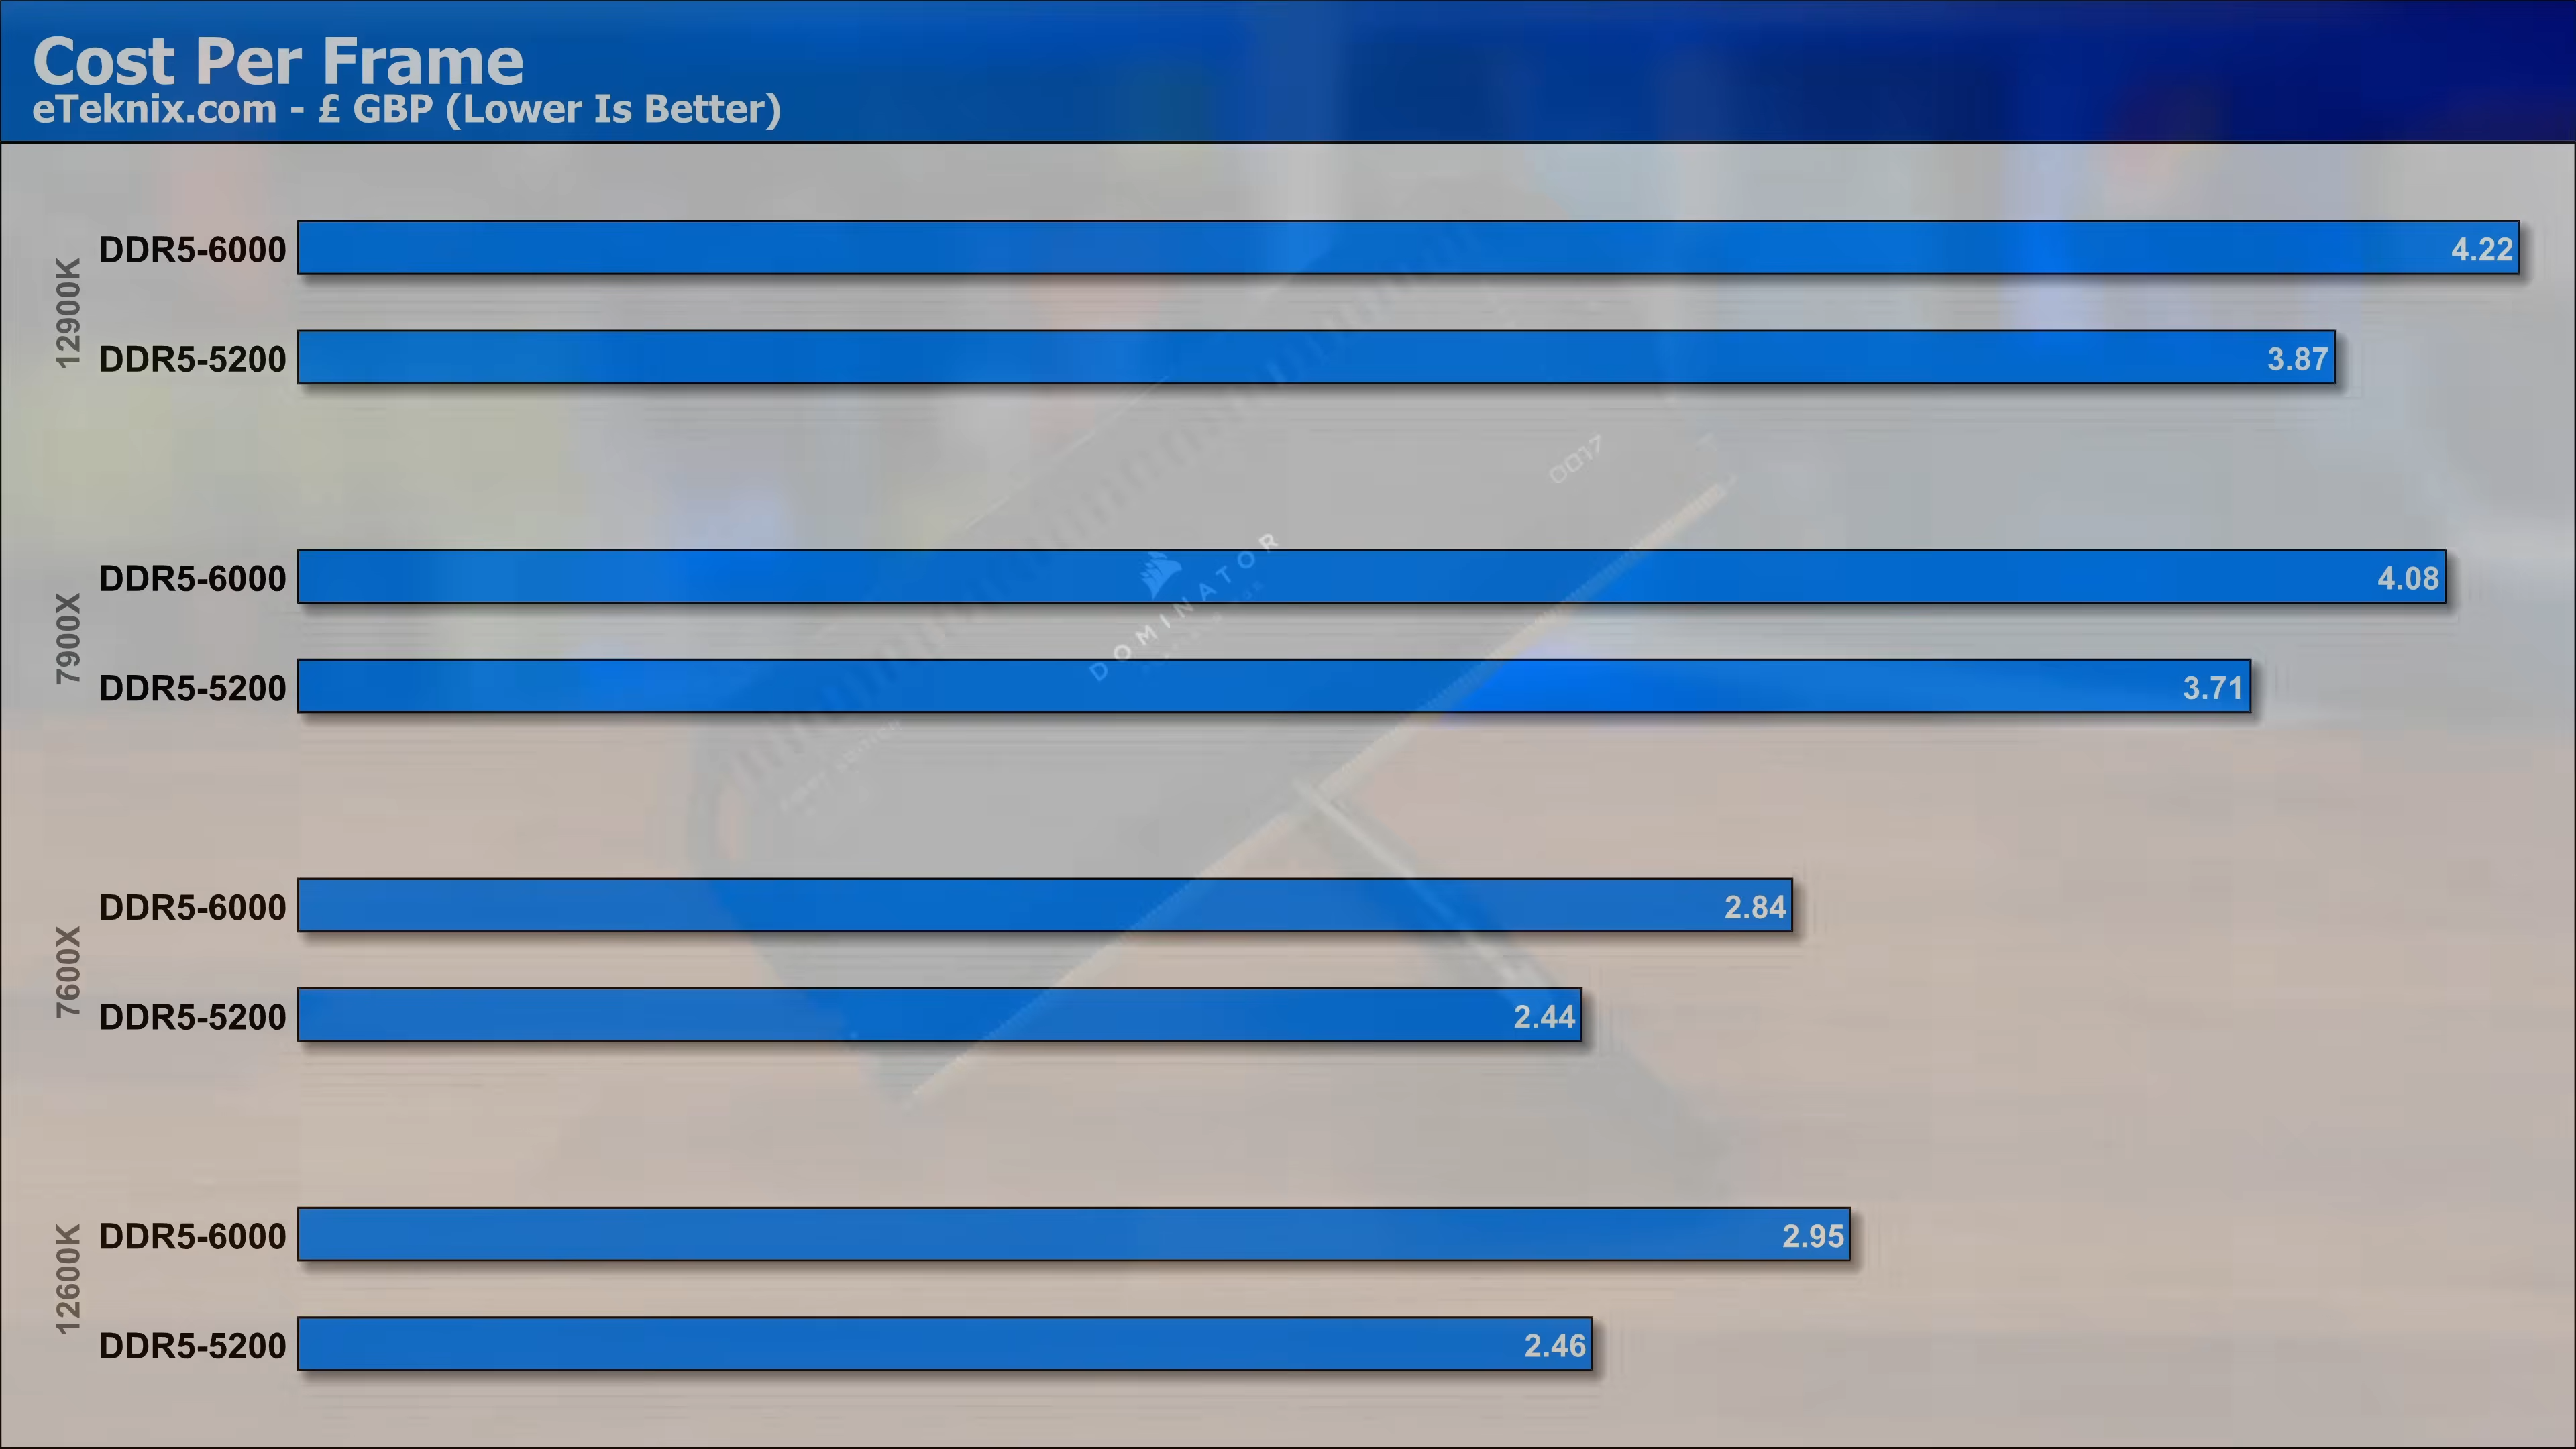 Cost Per Frame
eTeknix.com - £ GBP (Lower Is Better)
12900K
DDR5-6000 4.22
DDR5-5200 3.87
0017
7900X
DDR5-6000 4.08
DOMINATOR
DDR5-5200 3.71
7600X
DDR5-6000 2.84
DDR5-5200 2.44
12600K
DDR5-6000 2.95
DDR5-5200 2.46